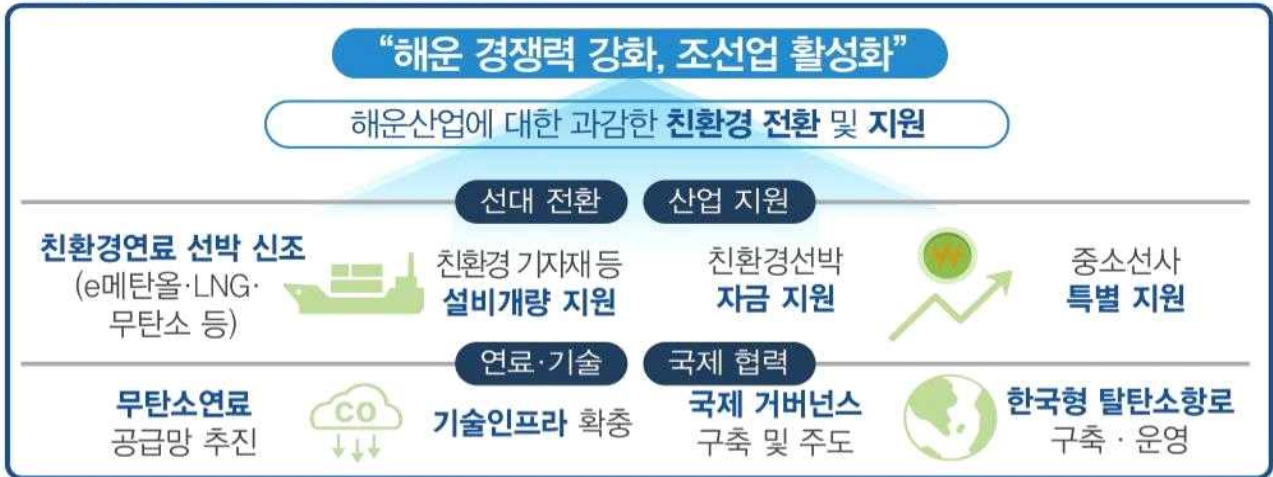 “해운 경쟁력 강화, 조선업 활성화”
해운산업에 대한 과감한 친환경 전환 및 지원
선대 전환
친환경연료 선박 신조
(e메탄올·LNG·
무탄소 등)
친환경 기자재 등
설비개량 지원
산업 지원
친환경선박
자금 지원
₩
중소선사
특별 지원
연료·기술
무탄소연료
공급망 추진
CO
기술인프라 확충
국제 협력
국제 거버넌스
구축 및 주도
한국형 탈탄소항로
구축 · 운영